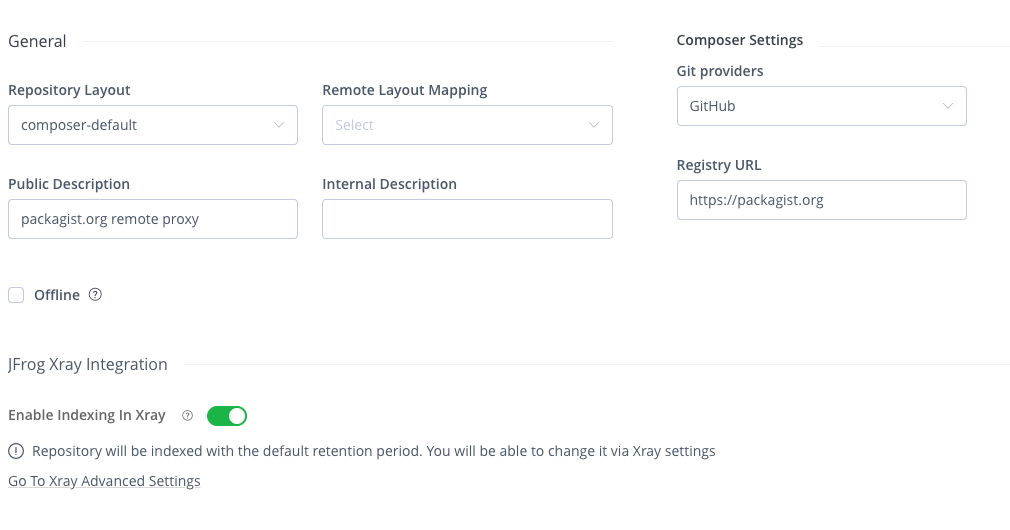 General
Repository Layout
composer-default
Remote Layout Mapping
Select
Public Description
packagist.org remote proxy
Internal Description
Offline
Composer Settings
Git providers
GitHub
Registry URL
https://packagist.org
JFrog Xray Integration
Enable Indexing In Xray
Repository will be indexed with the default retention period. You will be able to change it via Xray settings
Go To Xray Advanced Settings